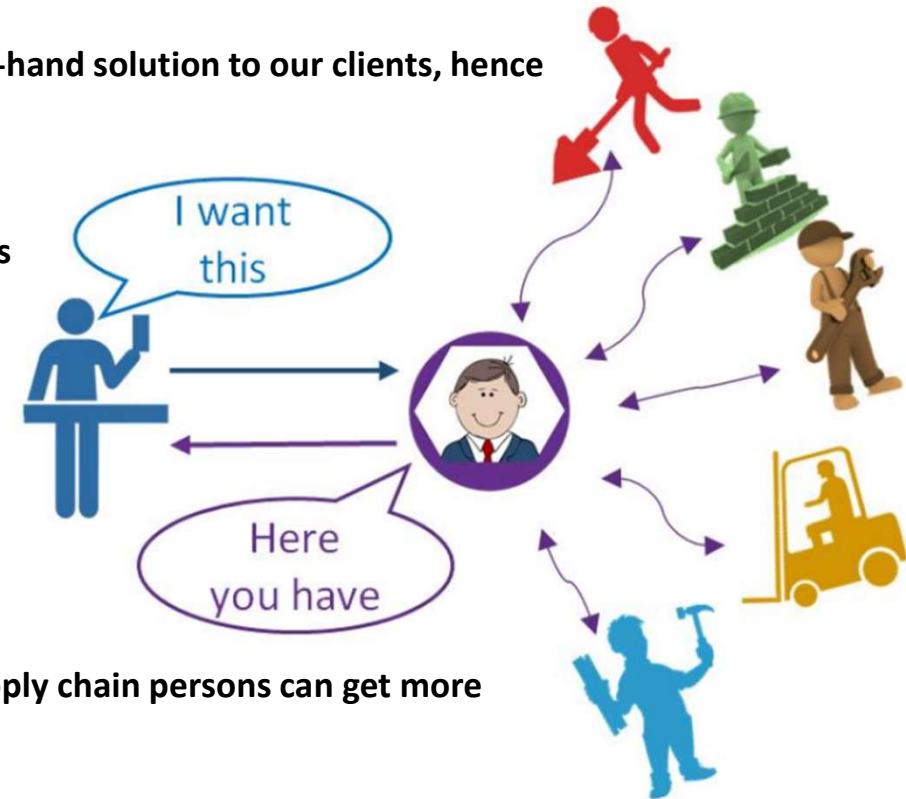 -hand solution to our clients, hence
I want
this
s
Here
you have
ply chain persons can get more